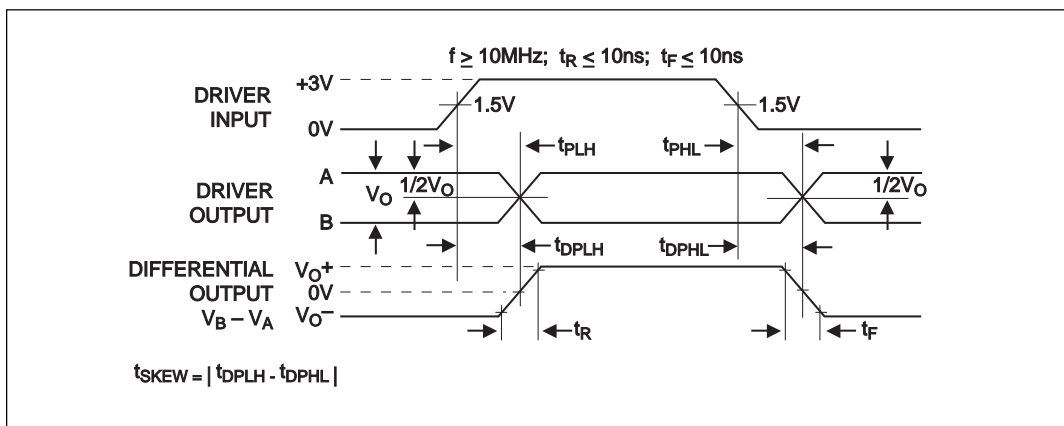 f ≥ 10MHz; tR ≤ 10ns; tF ≤ 10ns
+3V
DRIVER
INPUT
1.5V
1.5V
0V
tPLH
tPHL
A
DRIVER
OUTPUT
VO
1/2VO
1/2VO
B
tDPLH
tDPHL
DIFFERENTIAL
OUTPUT
VB – VA
VO+
0V
VO–
tR
tF
tSKEW = | tDPLH - tDPHL |